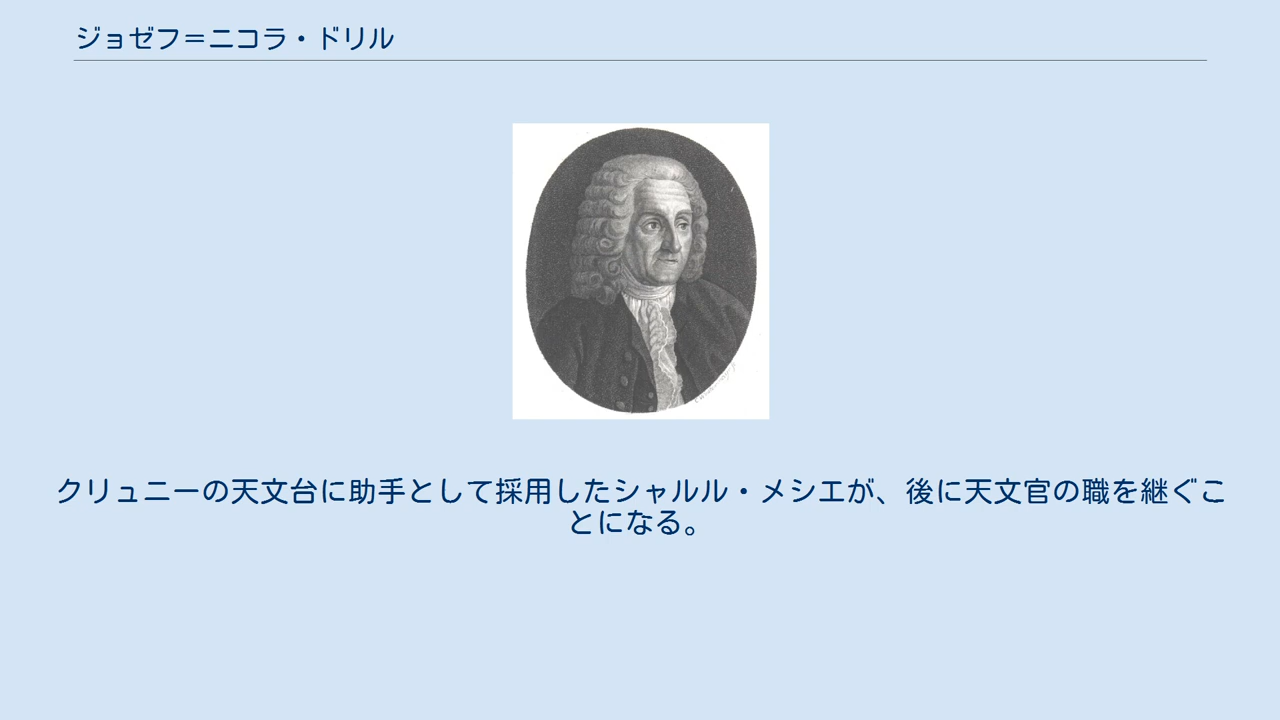 ジョゼフ＝ニコラ・ドリル
クリュニーの天文台に助手として採用したシャルル・メシエが、後に天文官の職を継ぐこ
とになる。